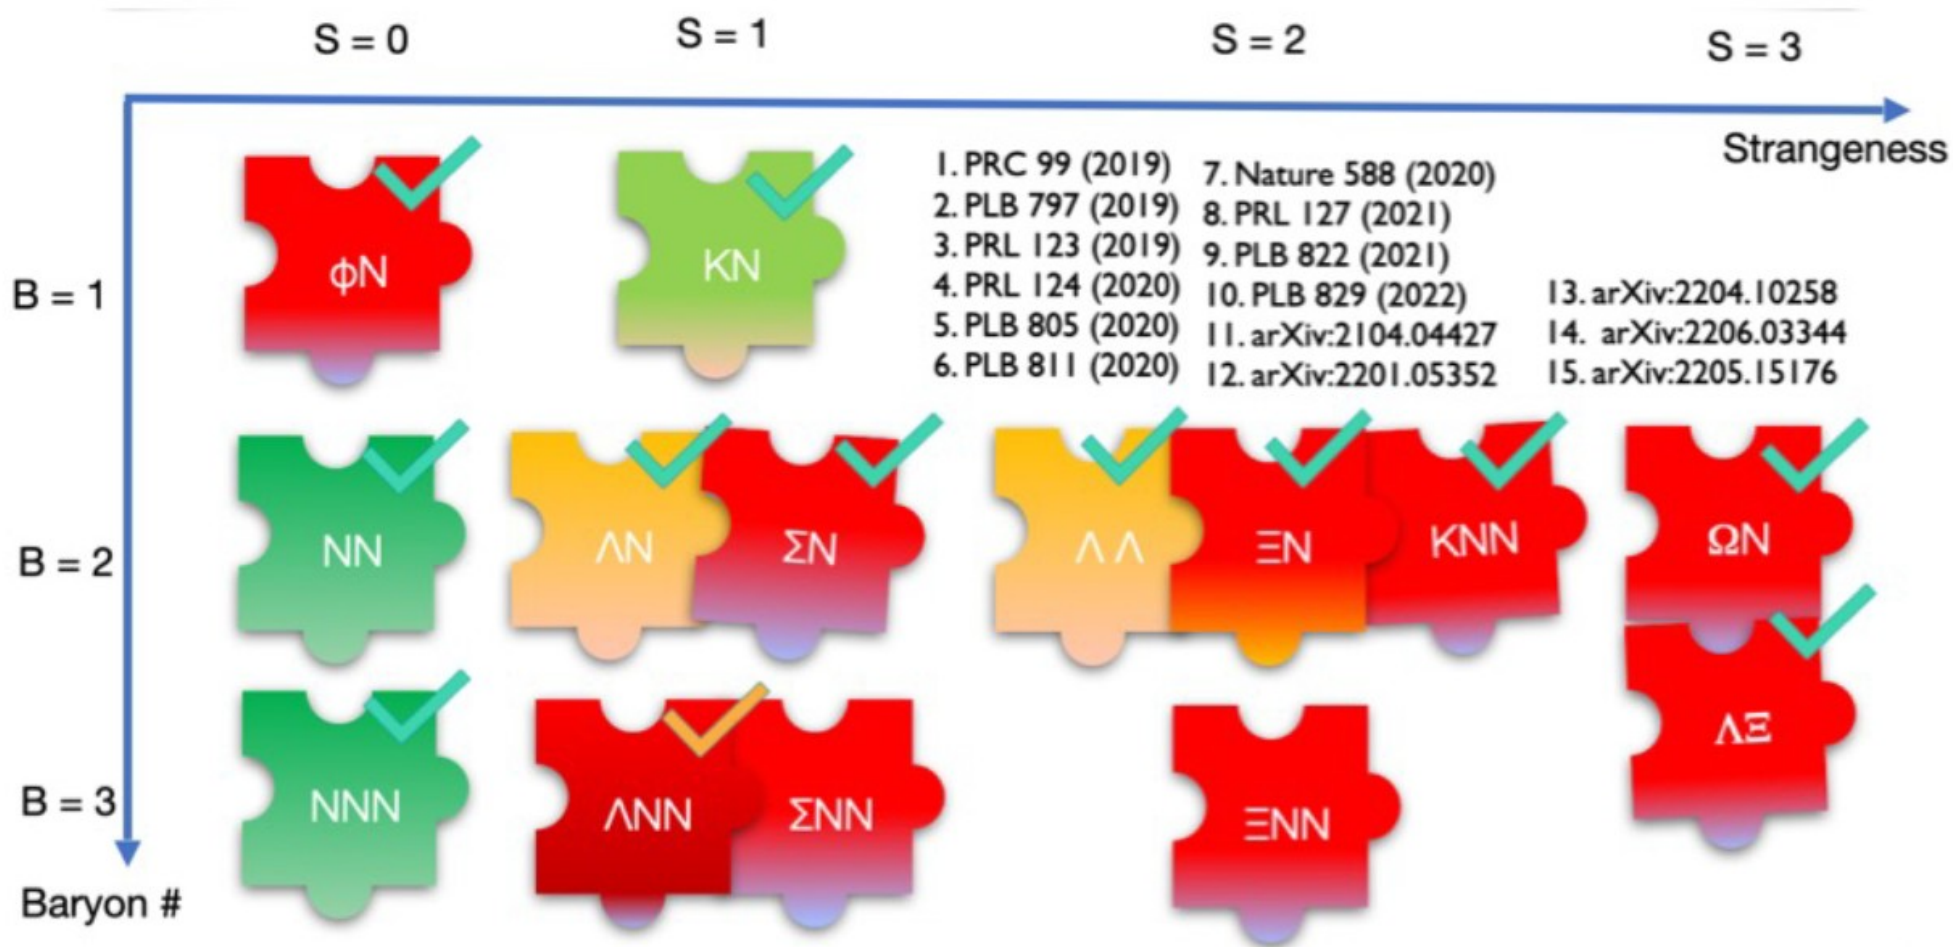 S = 0
S = 1
S = 2
S = 3
Strangeness
B = 1
ϕN
KN
1. PRC 99 (2019)
2. PLB 797 (2019)
3. PRL 123 (2019)
4. PRL 124 (2020)
5. PLB 805 (2020)
6. PLB 811 (2020)
7. Nature 588 (2020)
8. PRL 127 (2021)
9. PLB 822 (2021)
10. PLB 829 (2022)
11. arXiv:2104.04427
12. arXiv:2201.05352
13. arXiv:2204.10258
14. arXiv:2206.03344
15. arXiv:2205.15176
B = 2
NN
ΛN
ΣN
Λ Λ
ΞN
KNN
ΩN
ΛΞ
B = 3
NNN
ΛNN
ΣNN
ΞNN
Baryon #